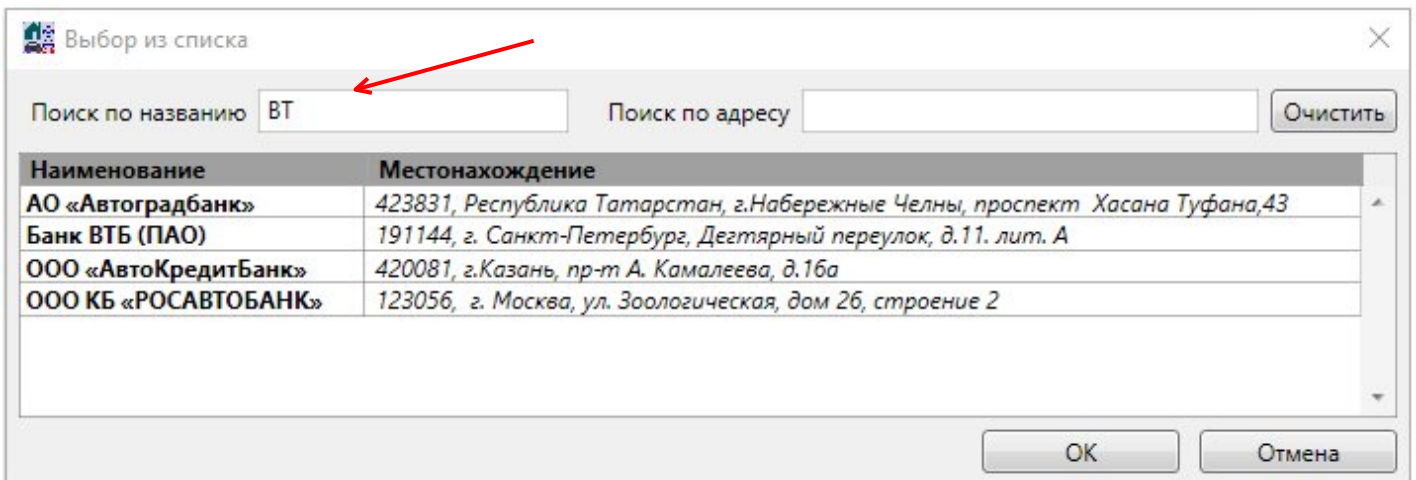 Выбор из списка
Поиск по названию ВТ Поиск по адресу Очистить
Наименование Местонахождение
АО «Автоградбанк» 423831, Республика Татарстан, г.Набережные Челны, проспект Хасана Туфана,43
Банк ВТБ (ПАО) 191144, г. Санкт-Петербург, Дегтярный переулок, д.11. лит. А
ООО «АвтоКредитБанк» 420081, г.Казань, пр-т А. Камалеева, д.16а
ООО КБ «РОСАВТОБАНК» 123056, г. Москва, ул. Зоологическая, дом 26, строение 2
ОК Отмена